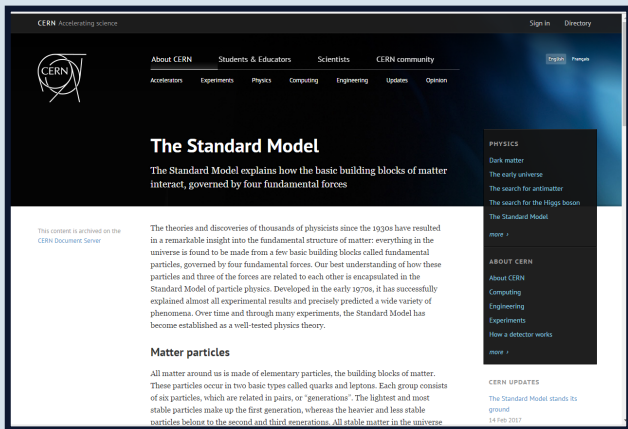 CERN Accelerating science
Sign in Directory
CERN
About CERN Students & Educators Scientists CERN community
English Français
Accelerators Experiments Physics Computing Engineering Updates Opinion
The Standard Model
The Standard Model explains how the basic building blocks of matter
interact, governed by four fundamental forces
This content is archived on the
CERN Document Server
The theories and discoveries of thousands of physicists since the 1930s have resulted
in a remarkable insight into the fundamental structure of matter: everything in the
universe is found to be made from a few basic building blocks called fundamental
particles, governed by four fundamental forces. Our best understanding of how these
particles and three of the forces are related to each other is encapsulated in the
Standard Model of particle physics. Developed in the early 1970s, it has successfully
explained almost all experimental results and precisely predicted a wide variety of
phenomena. Over time and through many experiments, the Standard Model has
become established as a well-tested physics theory.
Matter particles
All matter around us is made of elementary particles, the building blocks of matter.
These particles occur in two basic types called quarks and leptons. Each group consists
of six particles, which are related in pairs, or “generations”. The lightest and most
stable particles make up the first generation, whereas the heavier and less stable
particles belong to the second and third generations. All stable matter in the universe
PHYSICS
Dark matter
The early universe
The search for antimatter
The search for the Higgs boson
The Standard Model
more ›
ABOUT CERN
About CERN
Computing
Engineering
Experiments
How a detector works
more ›
CERN UPDATES
The Standard Model stands its
ground
14 Feb 2017